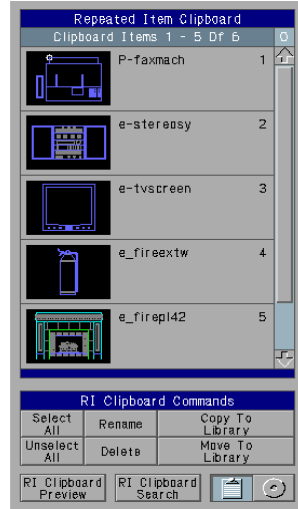 Repeated Item Clipboard
Clipboard Items 1 - 5 Of 6 0
P-faxmach 1
e-stereosy 2
e-tvscreen 3
e_fireextw 4
e_firepl42 5
RI Clipboard Commands
Select All
Rename
Copy To Library
Unselect All
Delete
Move To Library
RI Clipboard Preview
RI Clipboard Search